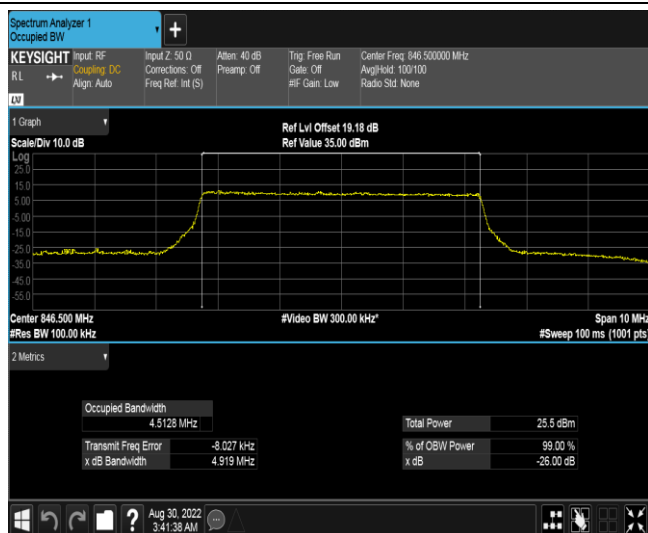 Spectrum Analyzer 1
Occupied BW
+
KEYSIGHT Input: RF Input Z: 50 Ω Atten: 40 dB Trig: Free Run Center Freq: 846.500000 MHz
RL Coupling: DC Corrections: Off Preamp: Off Gate: Off Avg|Hold: 100/100
Align: Auto Freq Ref: Int (S) #IF Gain: Low Radio Std: None
LXI
1 Graph
Ref Lvl Offset 19.18 dB
Scale/Div 10.0 dB Ref Value 35.00 dBm
Log
25.0
15.0
5.00
-5.00
-15.0
-25.0
-35.0
-45.0
-55.0
Center 846.500 MHz #Video BW 300.00 kHz* Span 10 MHz
#Res BW 100.00 kHz #Sweep 100 ms (1001 pts)
2 Metrics
Occupied Bandwidth
4.5128 MHz Total Power 25.5 dBm
Transmit Freq Error -8.027 kHz % of OBW Power 99.00 %
x dB Bandwidth 4.919 MHz x dB -26.00 dB
? Aug 30, 2022
3:41:38 AM